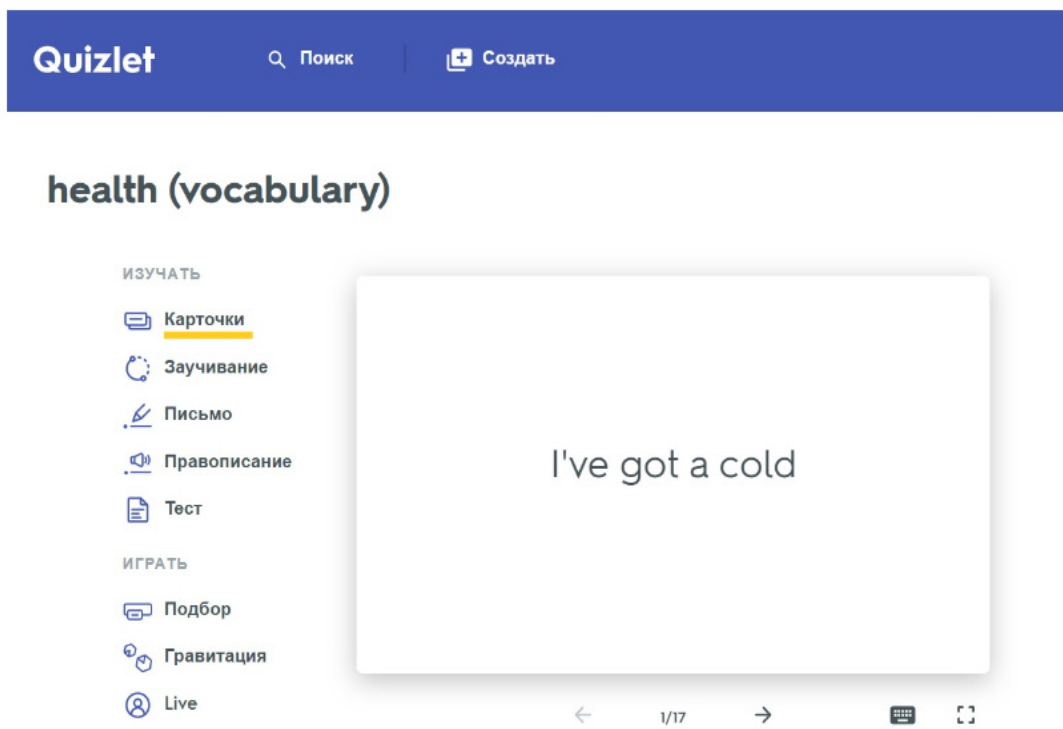 Quizlet Поиск Создать
health (vocabulary)
ИЗУЧАТЬ
Карточки
Заучивание
Письмо
Правописание
Тест
ИГРАТЬ
Подбор
Гравитация
Live
I've got a cold
1/17